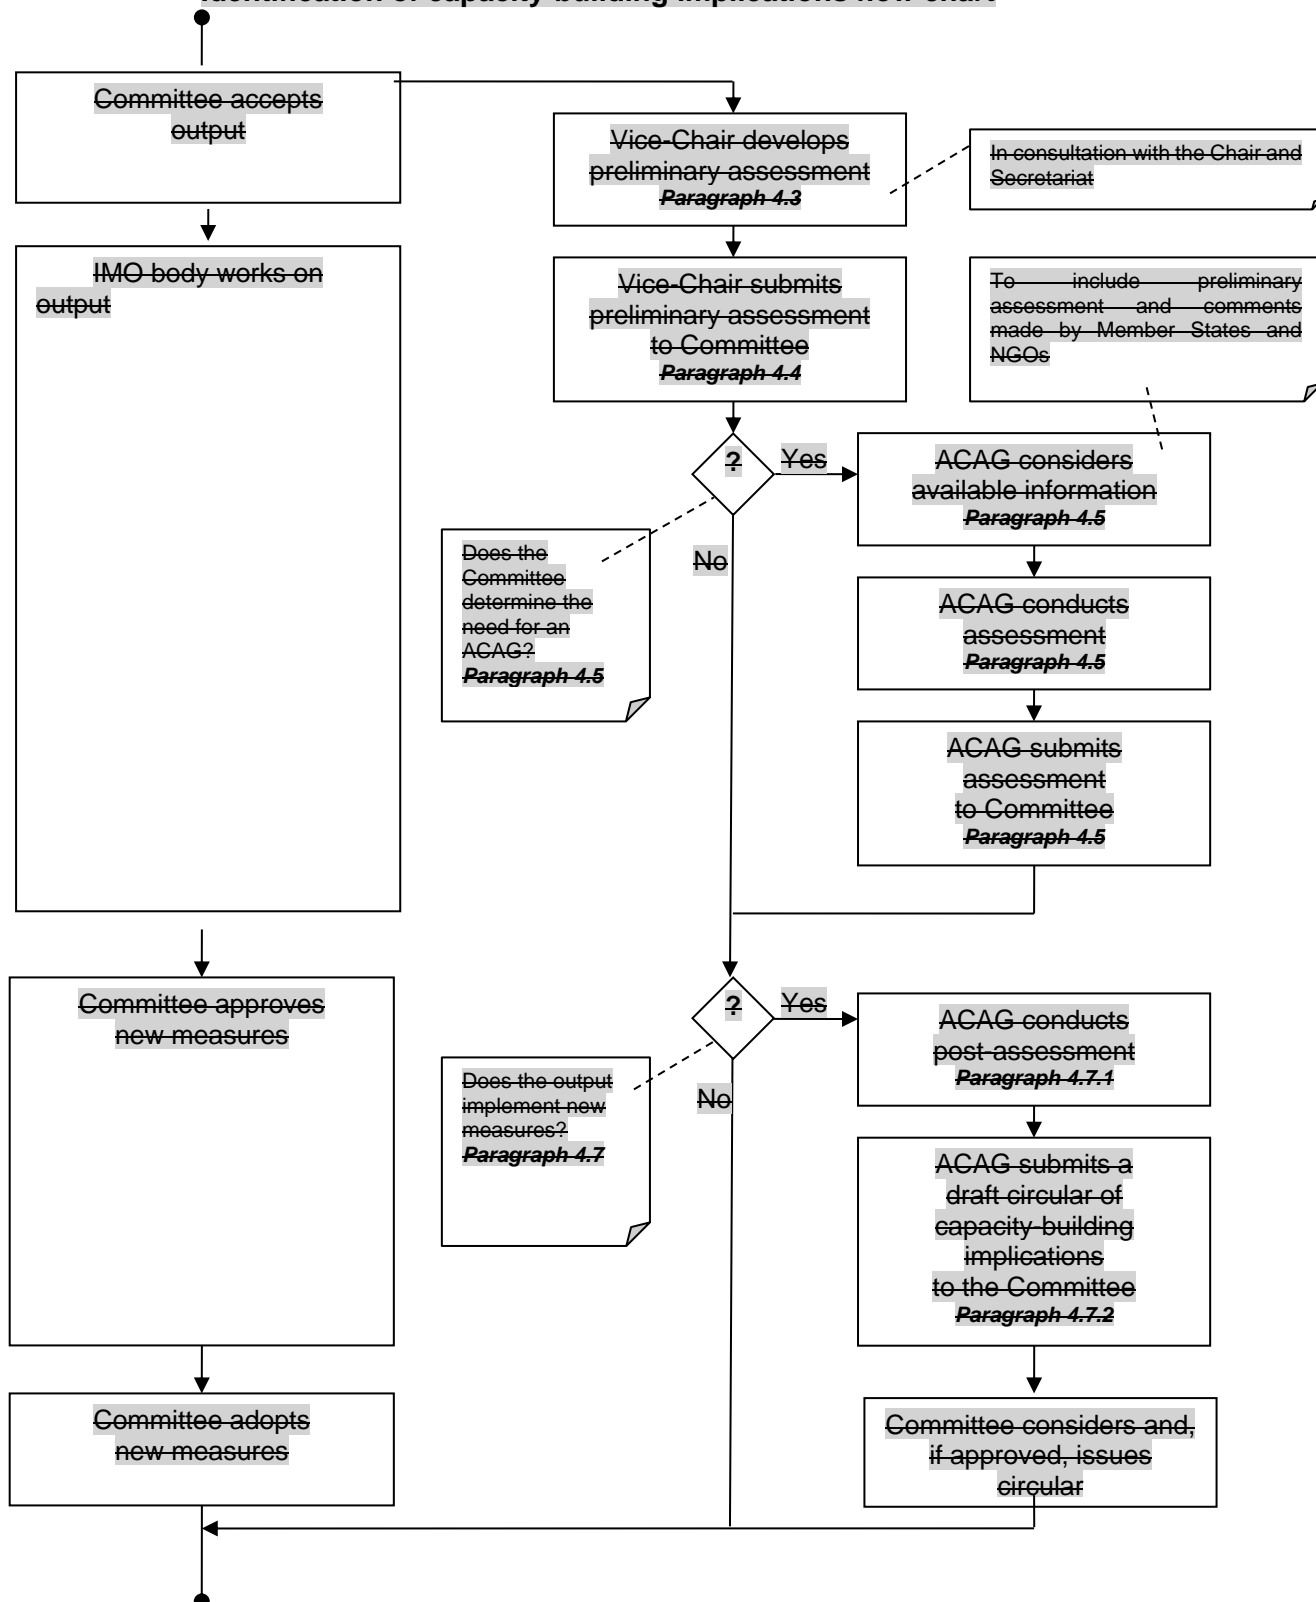 Identification of capacity-building implications flow chart
Committee accepts
output
Vice-Chair develops
preliminary assessment
Paragraph 4.3
In consultation with the Chair and
Secretariat
IMO body works on
output
Vice-Chair submits
preliminary assessment
to Committee
Paragraph 4.4
To include preliminary
assessment and comments
made by Member States and
NGOs
?
Yes
ACAG considers
available information
Paragraph 4.5
Does the
Committee
determine the
need for an
ACAG?
Paragraph 4.5
No
ACAG conducts
assessment
Paragraph 4.5
ACAG submits
assessment
to Committee
Paragraph 4.5
Committee approves
new measures
?
Yes
ACAG conducts
post-assessment
Paragraph 4.7.1
Does the output
implement new
measures?
Paragraph 4.7
No
ACAG submits a
draft circular of
capacity-building
implications
to the Committee
Paragraph 4.7.2
Committee adopts
new measures
Committee considers and,
if approved, issues
circular